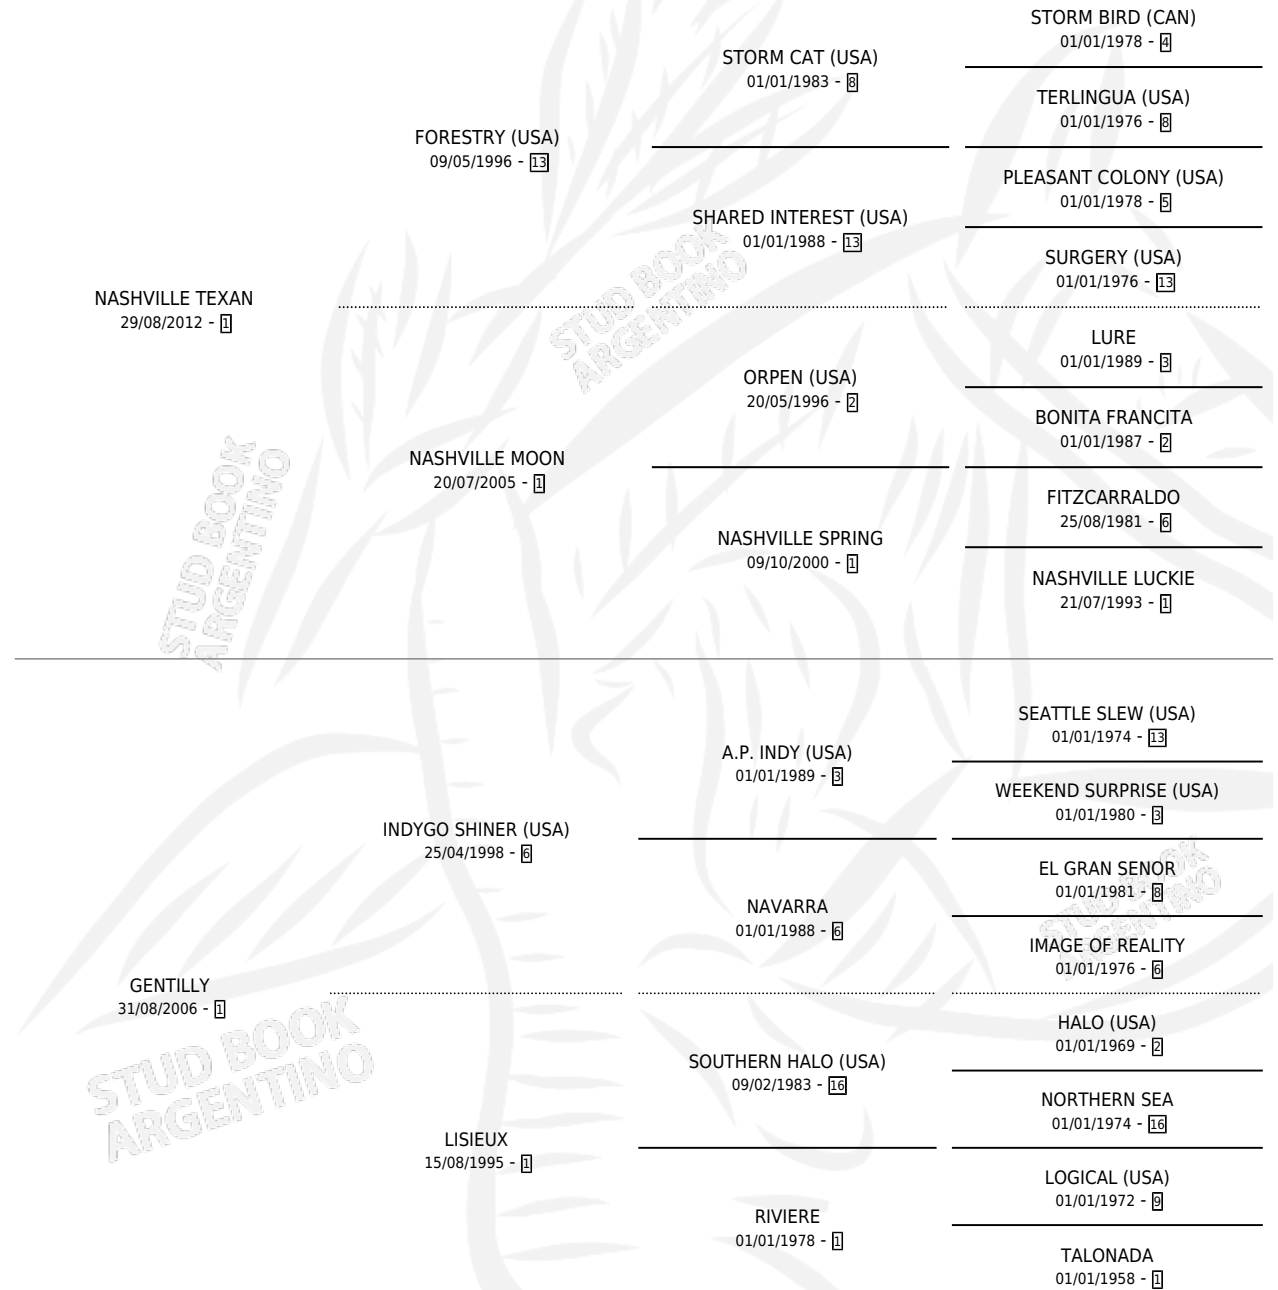 STORM BIRD (CAN)
01/01/1978 - 4
STORM CAT (USA)
01/01/1983 - 8
TERLINGUA (USA)
01/01/1976 - 8
FORESTRY (USA)
09/05/1996 - 13
PLEASANT COLONY (USA)
01/01/1978 - 5
SHARED INTEREST (USA)
01/01/1988 - 13
SURGERY (USA)
01/01/1976 - 13
NASHVILLE TEXAN
29/08/2012 - 1
LURE
01/01/1989 - 3
ORPEN (USA)
20/05/1996 - 2
BONITA FRANCITA
01/01/1987 - 2
NASHVILLE MOON
20/07/2005 - 1
FITZCARRALDO
25/08/1981 - 6
NASHVILLE SPRING
09/10/2000 - 1
NASHVILLE LUCKIE
21/07/1993 - 1
SEATTLE SLEW (USA)
01/01/1974 - 13
A.P. INDY (USA)
01/01/1989 - 3
WEEKEND SURPRISE (USA)
01/01/1980 - 3
INDYGO SHINER (USA)
25/04/1998 - 6
EL GRAN SENOR
01/01/1981 - 8
NAVARRA
01/01/1988 - 6
IMAGE OF REALITY
01/01/1976 - 6
GENTILLY
31/08/2006 - 1
HALO (USA)
01/01/1969 - 2
SOUTHERN HALO (USA)
09/02/1983 - 16
NORTHERN SEA
01/01/1974 - 16
LISIEUX
15/08/1995 - 1
LOGICAL (USA)
01/01/1972 - 9
RIVIERE
01/01/1978 - 1
TALONADA
01/01/1958 - 1
STUD BOOK
ARGENTINO
STUD BOOK
ARGENTINO
STUD BOOK
ARGENTINO
STUD BOOK
ARGENTINO